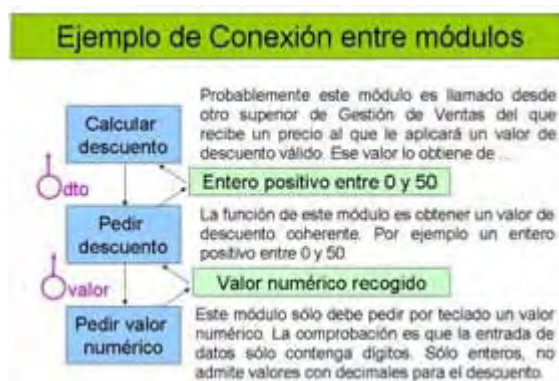 Ejemplo de Conexión entre módulos
Probablemente este módulo es llamado desde
otro superior de Gestión de Ventas del que
recibe un precio al que le aplicará un valor de
descuento válido. Ese valor lo obtiene de ...
Calcular
descuento
dto
Entero positivo entre 0 y 50
Pedir
descuento
La función de este módulo es obtener un valor de
descuento coherente. Por ejemplo un entero
positivo entre 0 y 50
valor
Valor numérico recogido
Pedir valor
numérico
Este módulo sólo debe pedir por teclado un valor
numérico. La comprobación es que la entrada de
datos sólo contenga dígitos. Sólo enteros, no
admite valores con decimales para el descuento.